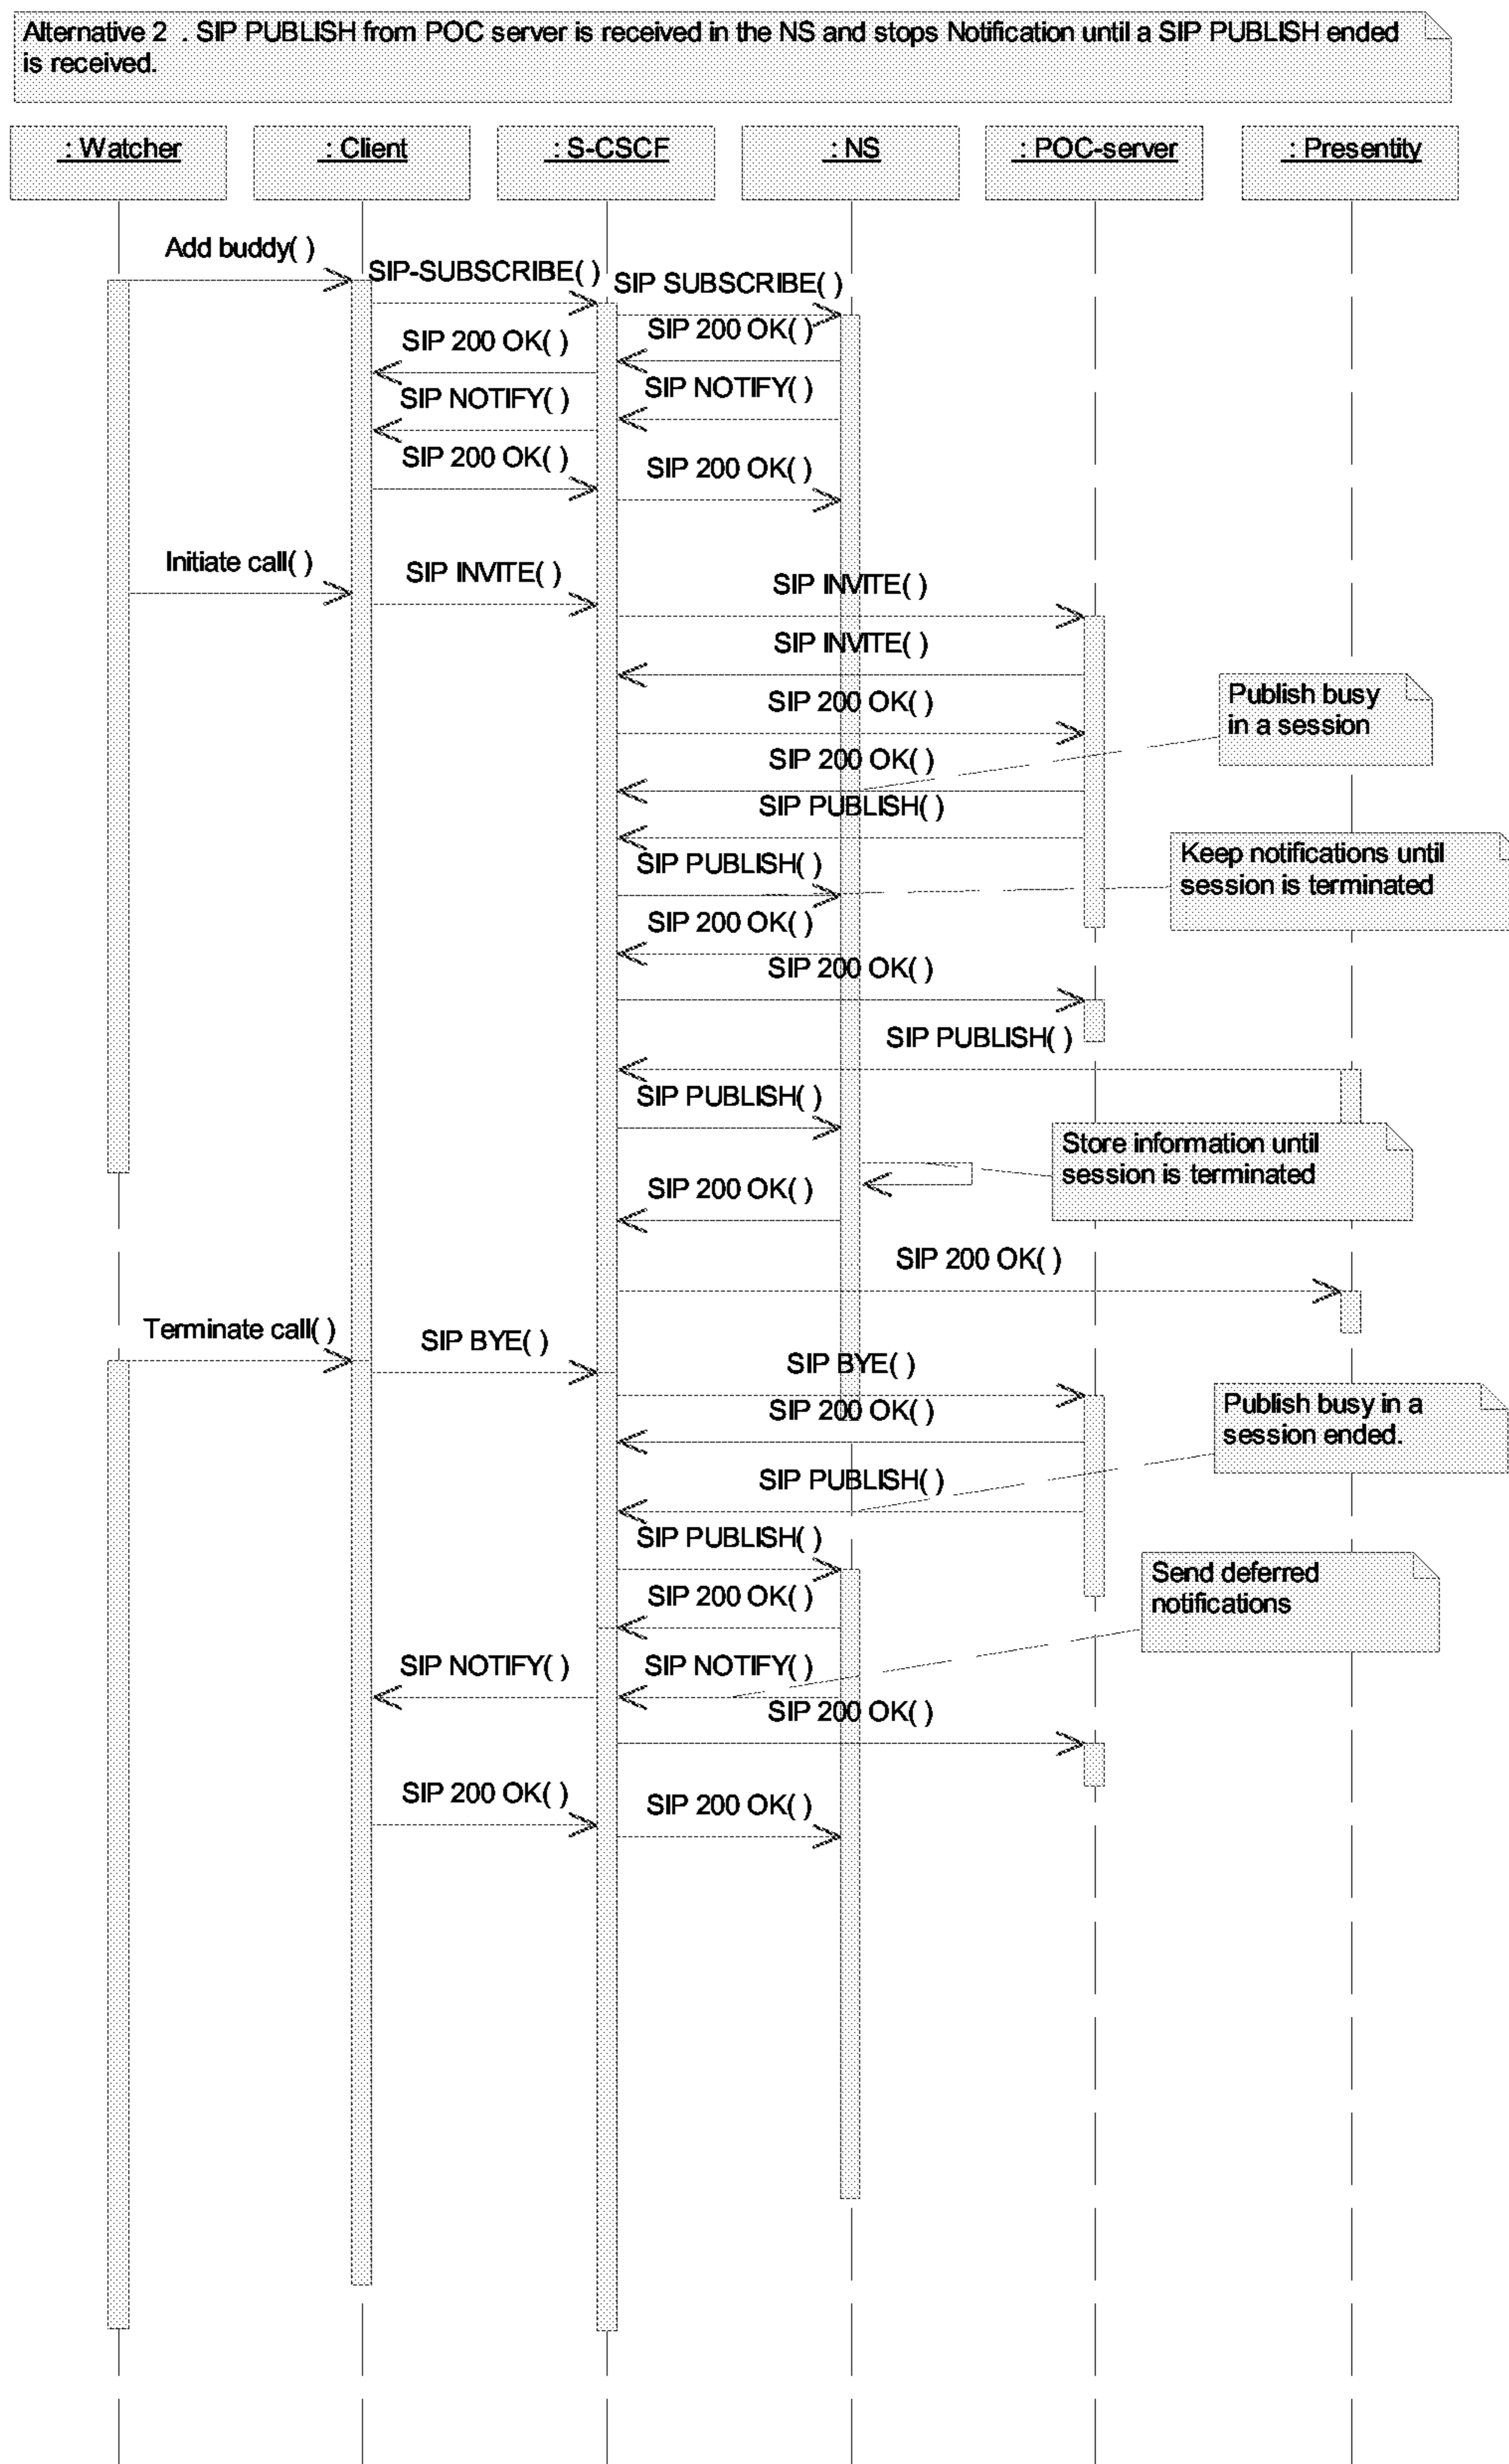 Alternative 2 . SIP PUBLISH from POC server is received in the NS and stops Notification until a SIP PUBLISH ended
is received.
: Watcher
: Client
: S-CSCF
: NS
: POC-server
: Presentity
Add buddy( )
SIP-SUBSCRIBE( )
SIP SUBSCRIBE( )
SIP 200 OK( )
SIP 200 OK( )
SIP NOTIFY( )
SIP NOTIFY( )
SIP 200 OK( )
SIP 200 OK( )
Initiate call( )
SIP INVITE( )
SIP INVITE( )
SIP INVITE( )
SIP 200 OK( )
Publish busy
in a session
SIP 200 OK( )
SIP PUBLISH( )
SIP PUBLISH( )
Keep notifications until
session is terminated
SIP 200 OK( )
SIP 200 OK( )
SIP PUBLISH( )
SIP PUBLISH( )
Store information until
session is terminated
SIP 200 OK( )
SIP 200 OK( )
Terminate call( )
SIP BYE( )
SIP BYE( )
SIP 200 OK( )
Publish busy in a
session ended.
SIP PUBLISH( )
SIP PUBLISH( )
Send deferred
notifications
SIP 200 OK( )
SIP NOTIFY( )
SIP NOTIFY( )
SIP 200 OK( )
SIP 200 OK( )
SIP 200 OK( )